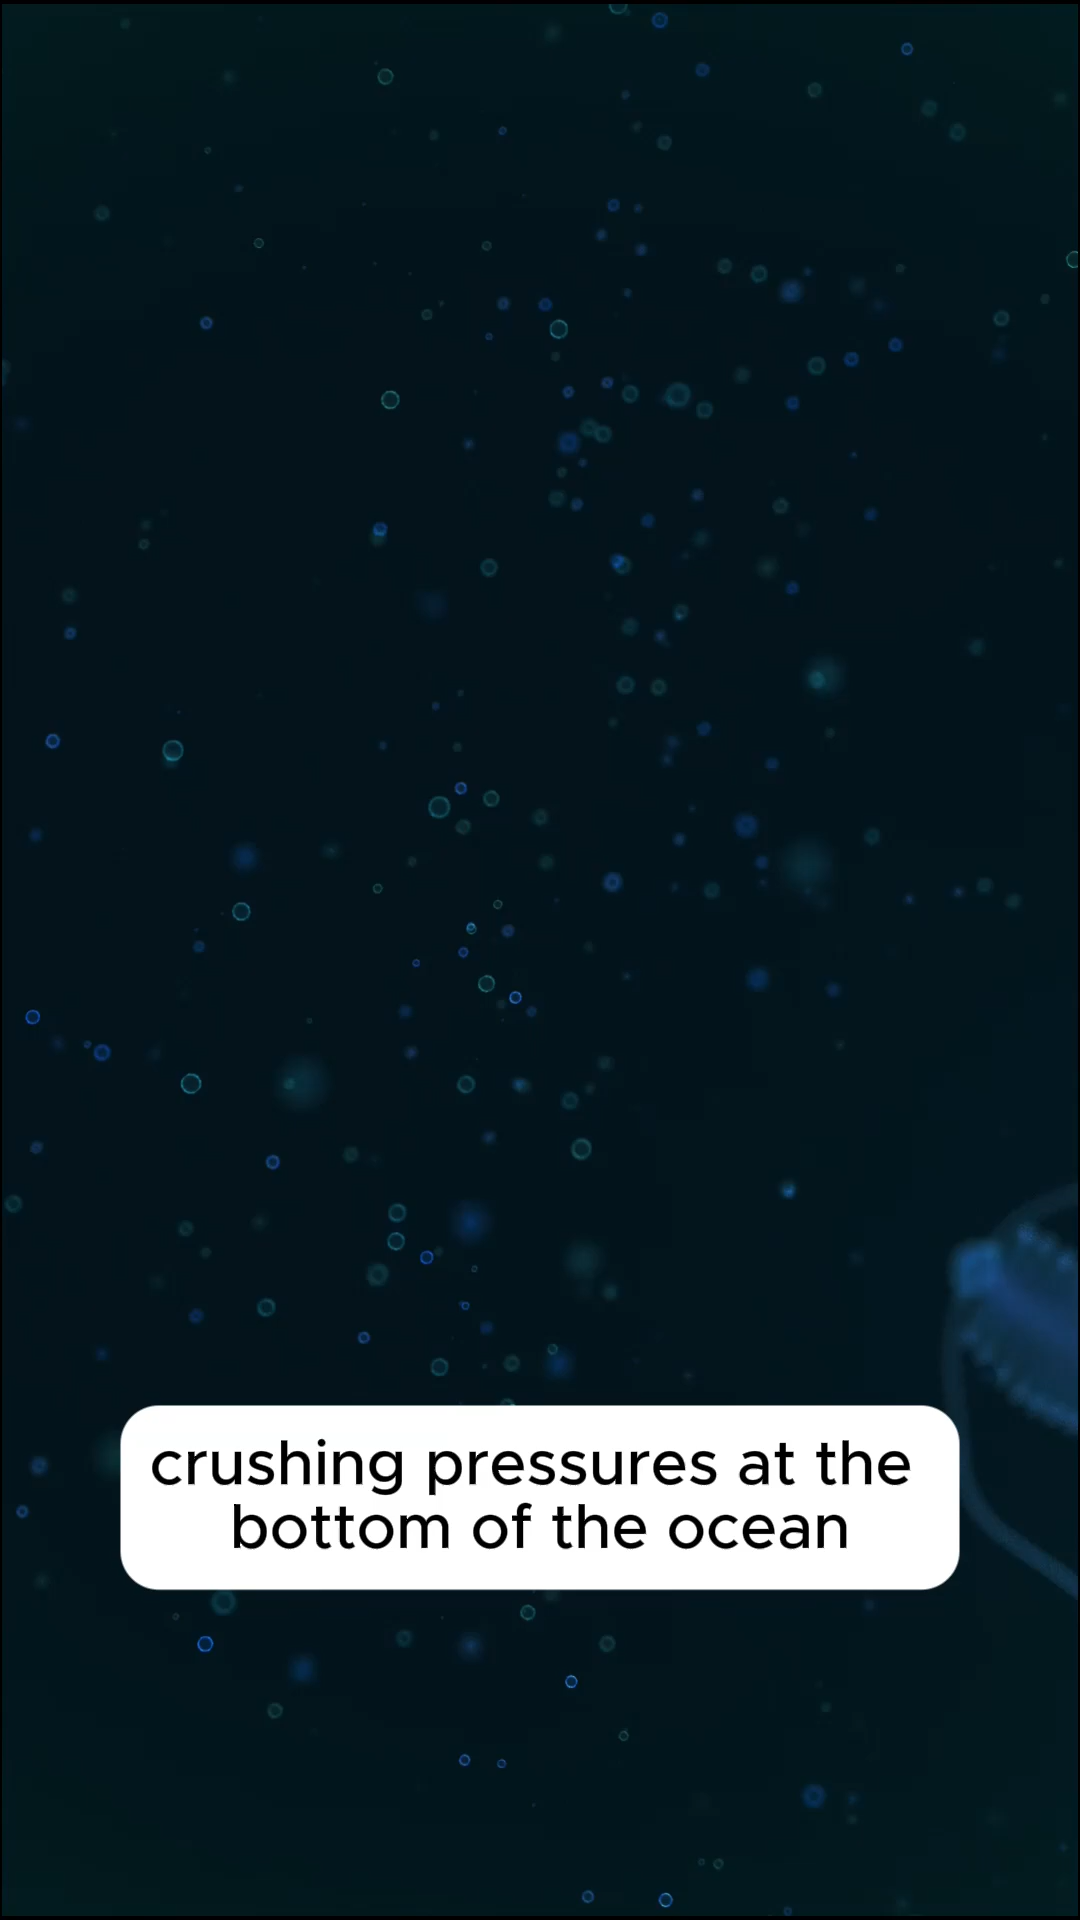 crushing pressures at the
bottom of the ocean